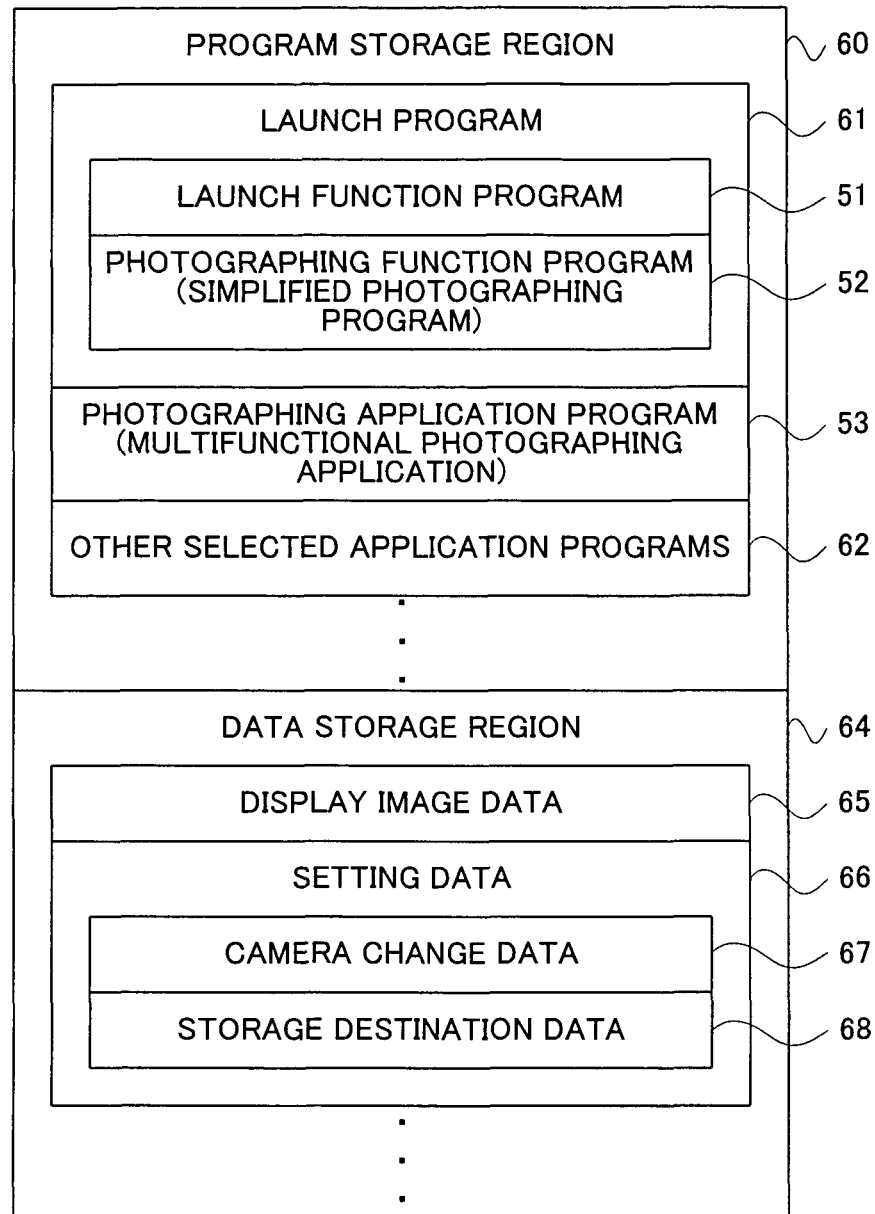 PROGRAM STORAGE REGION 60
LAUNCH PROGRAM 61
LAUNCH FUNCTION PROGRAM 51
PHOTOGRAPHING FUNCTION PROGRAM
(SIMPLIFIED PHOTOGRAPHING
PROGRAM) 52
PHOTOGRAPHING APPLICATION PROGRAM
(MULTIFUNCTIONAL PHOTOGRAPHING
APPLICATION) 53
OTHER SELECTED APPLICATION PROGRAMS 62
DATA STORAGE REGION 64
DISPLAY IMAGE DATA 65
SETTING DATA 66
CAMERA CHANGE DATA 67
STORAGE DESTINATION DATA 68